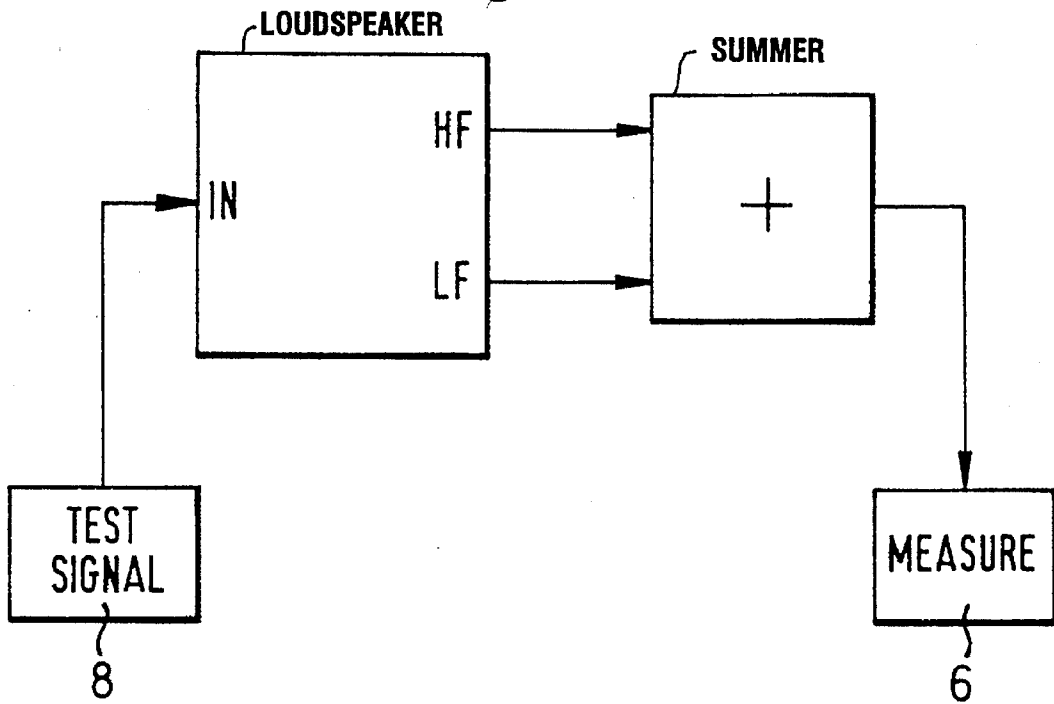 LOUDSPEAKER
SUMMER
HF
IN
+
LF
TEST
SIGNAL
MEASURE
8
6